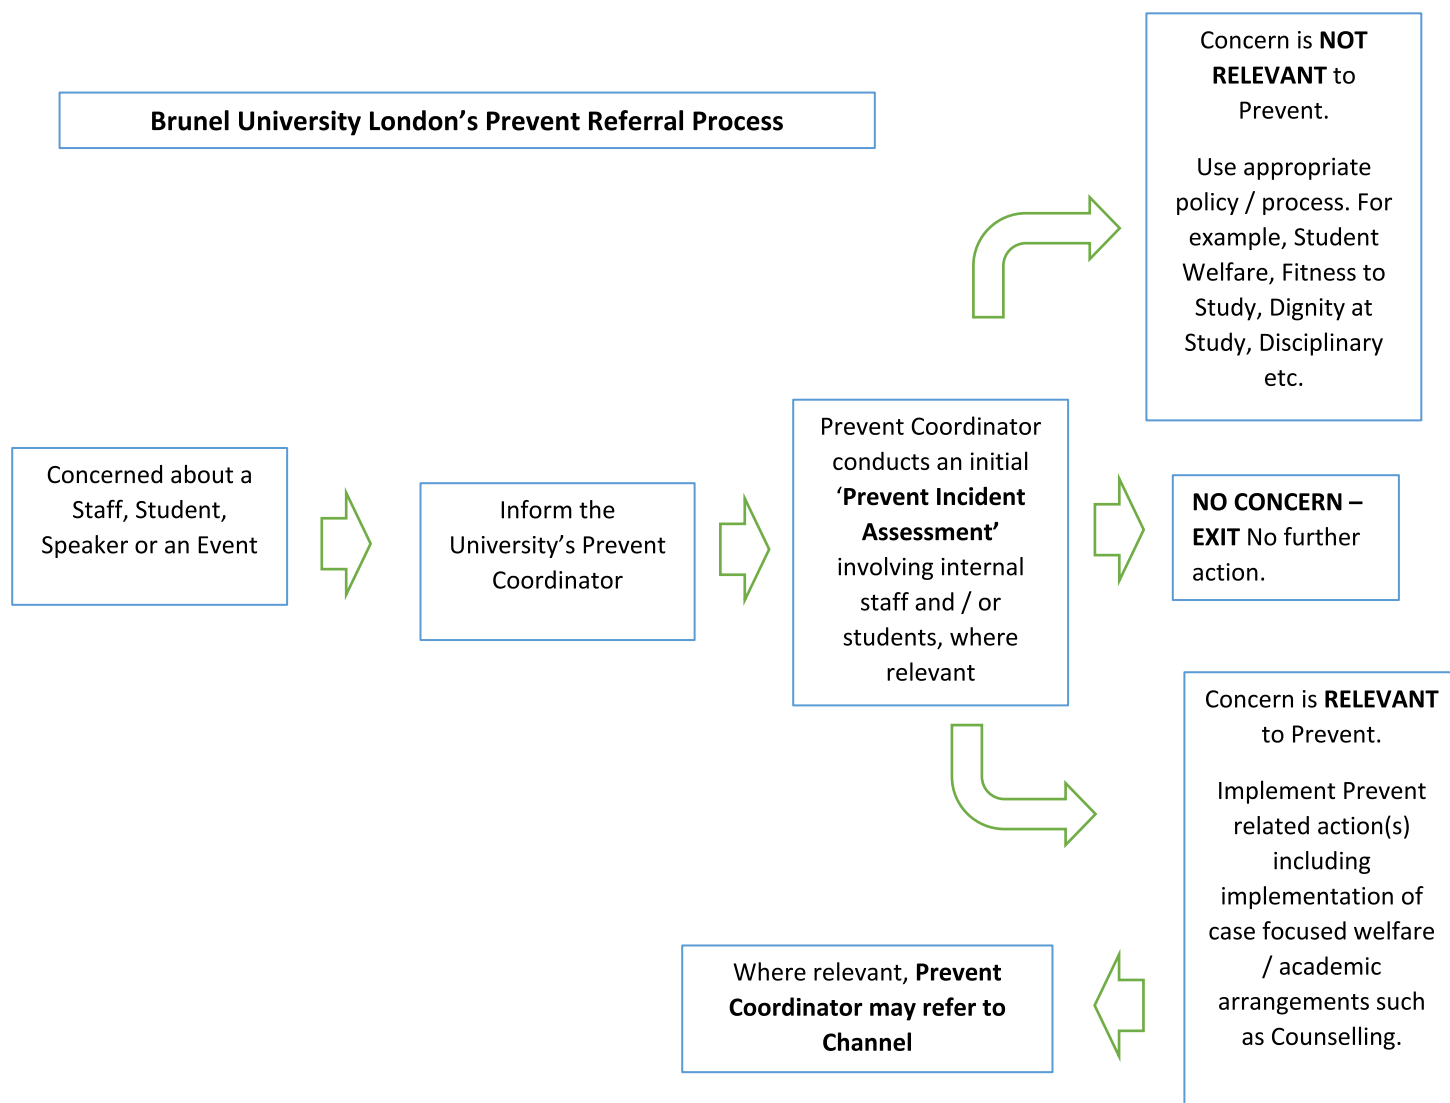 Brunel University London’s Prevent Referral Process
Concerned about a
Staff, Student,
Speaker or an Event
Inform the
University’s Prevent
Coordinator
Prevent Coordinator
conducts an initial
‘Prevent Incident
Assessment’
involving internal
staff and / or
students, where
relevant
Concern is NOT
RELEVANT to
Prevent.
Use appropriate
policy / process. For
example, Student
Welfare, Fitness to
Study, Dignity at
Study, Disciplinary
etc.
NO CONCERN –
EXIT No further
action.
Concern is RELEVANT
to Prevent.
Implement Prevent
related action(s)
including
implementation of
case focused welfare
/ academic
arrangements such
as Counselling.
Where relevant, Prevent
Coordinator may refer to
Channel